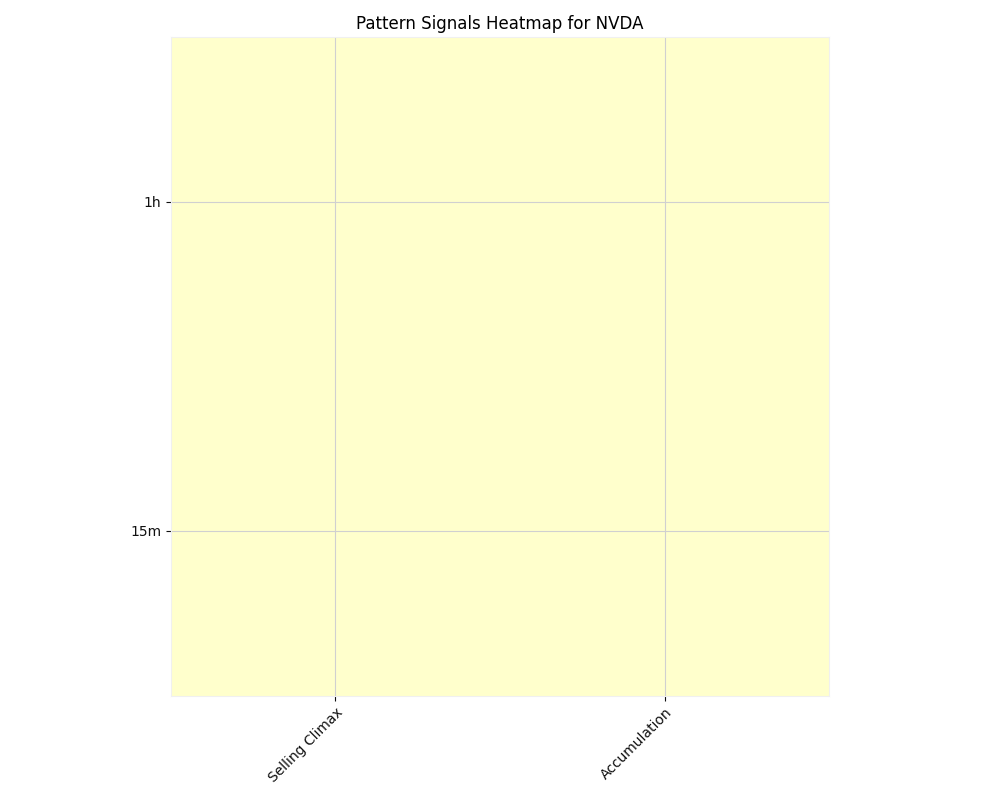 Pattern Signals Heatmap for NVDA
1h
15m
Selling Climax
Accumulation